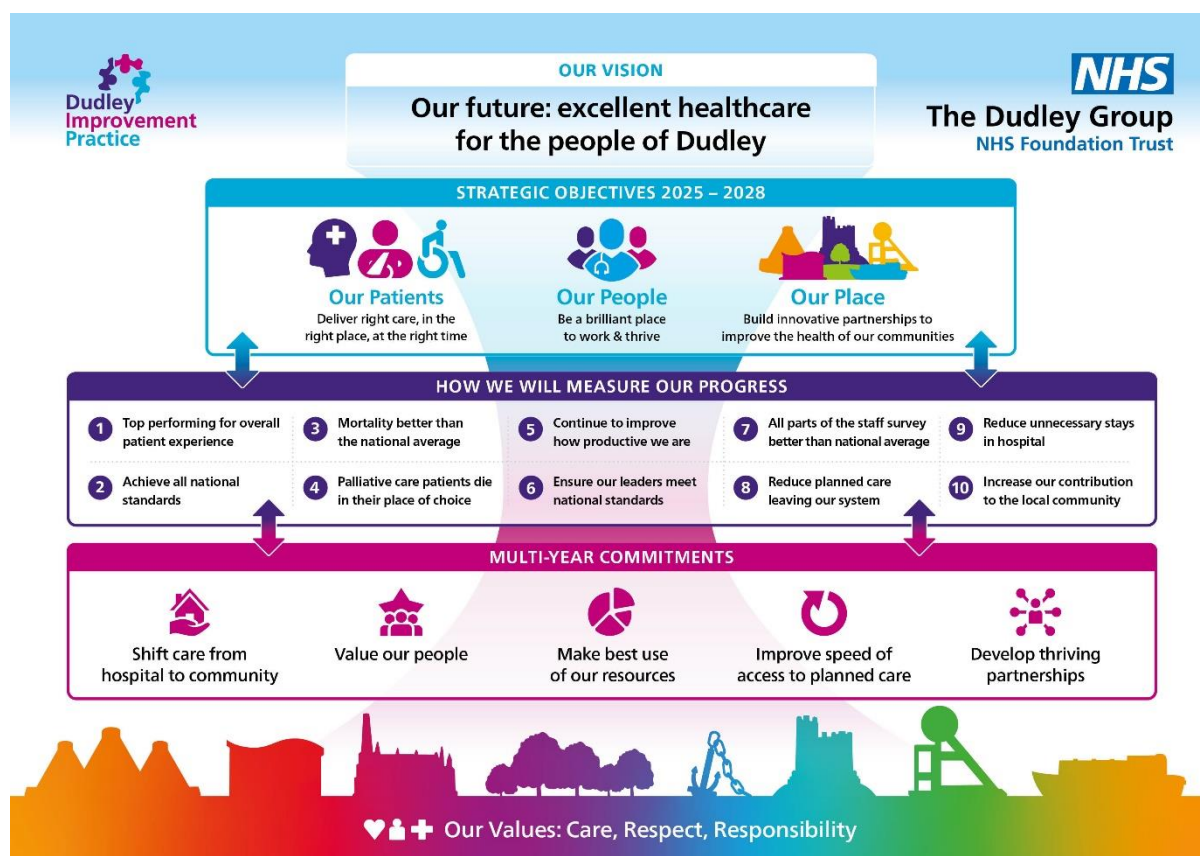 Dudley
Improvement
Practice
OUR VISION
Our future: excellent healthcare
for the people of Dudley
NHS
The Dudley Group
NHS Foundation Trust
STRATEGIC OBJECTIVES 2025 – 2028
Our Patients
Deliver right care, in the
right place, at the right time
Our People
Be a brilliant place
to work & thrive
Our Place
Build innovative partnerships to
improve the health of our communities
HOW WE WILL MEASURE OUR PROGRESS
1 Top performing for overall
patient experience
2 Achieve all national
standards
3 Mortality better than
the national average
4 Palliative care patients die
in their place of choice
5 Continue to improve
how productive we are
6 Ensure our leaders meet
national standards
7 All parts of the staff survey
better than national average
8 Reduce planned care
leaving our system
9 Reduce unnecessary stays
in hospital
10 Increase our contribution
to the local community
MULTI-YEAR COMMITMENTS
Shift care from
hospital to community
Value our people
Make best use
of our resources
Improve speed of
access to planned care
Develop thriving
partnerships
Our Values: Care, Respect, Responsibility